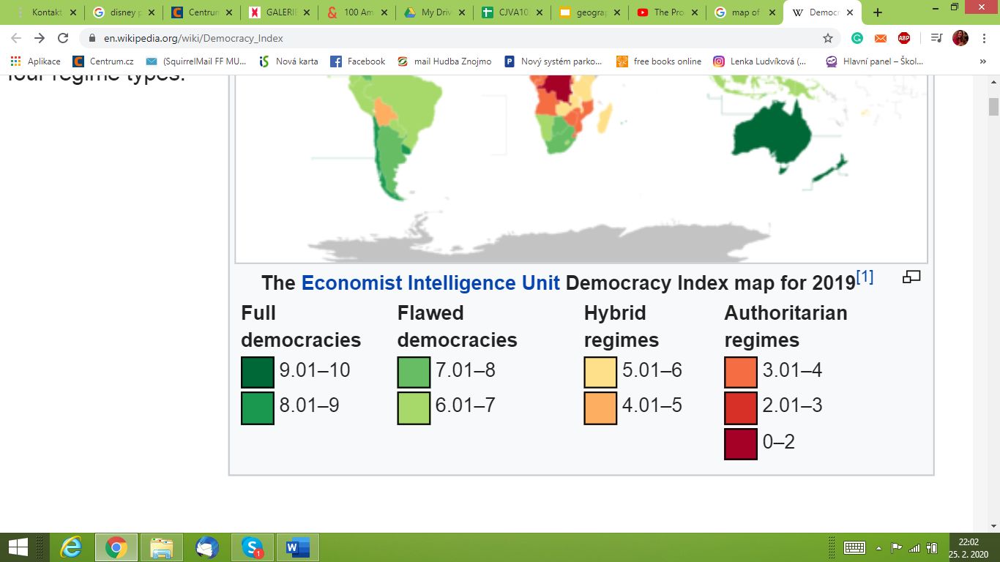 Kontakt
disney p
Centrum
GALERIE
100 Am
My Driv
CJVA10
geograp
The Pro
map of
Democr
en.wikipedia.org/wiki/Democracy_Index
Aplikace
Centrum.cz
(SquirrelMail FF MU...
Nová karta
Facebook
mail Hudba Znojmo
Nový systém parko...
free books online
Lenka Ludvíková (...
Hlavní panel – Škol...
four regime types.
The Economist Intelligence Unit Democracy Index map for 2019[1]
Full democracies
9.01–10
8.01–9
Flawed democracies
7.01–8
6.01–7
Hybrid regimes
5.01–6
4.01–5
Authoritarian regimes
3.01–4
2.01–3
0–2
22:02
25. 2. 2020